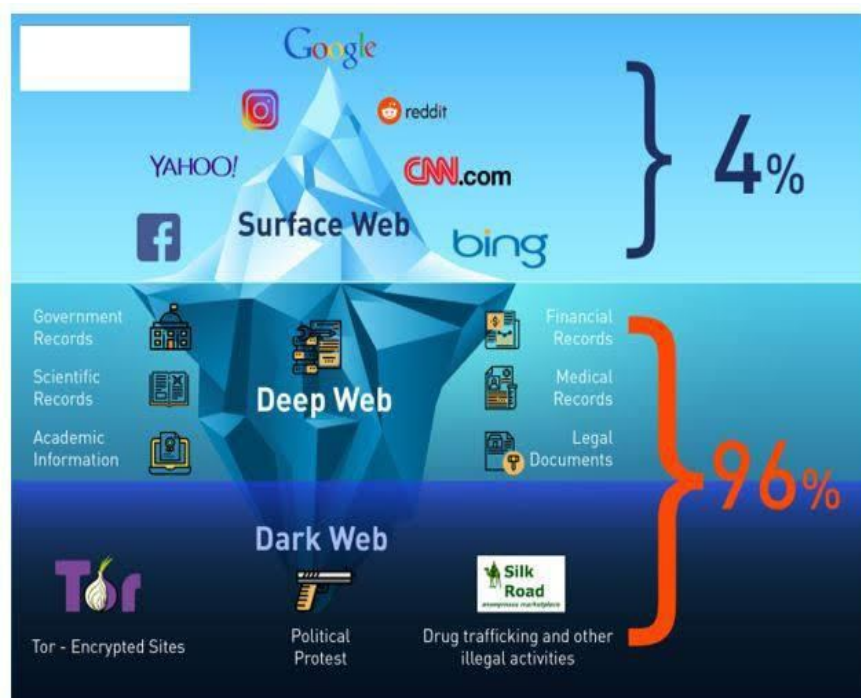 Google
reddit
YAHOO!
CNN.com
Surface Web
bing
4%
Government
Records
Scientific
Records
Academic
Information
Deep Web
Financial
Records
Medical
Records
Legal
Documents
96%
Dark Web
Tor
Tor - Encrypted Sites
Political
Protest
Silk
Road
anonymous marketplace
Drug trafficking and other
illegal activities